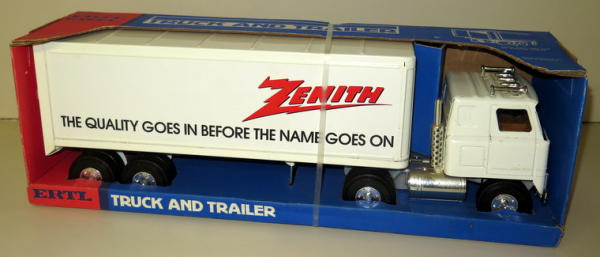 TRUCK AND TRAILER
ZENITH
THE QUALITY GOES IN BEFORE THE NAME GOES ON
ERTL
TRUCK AND TRAILER